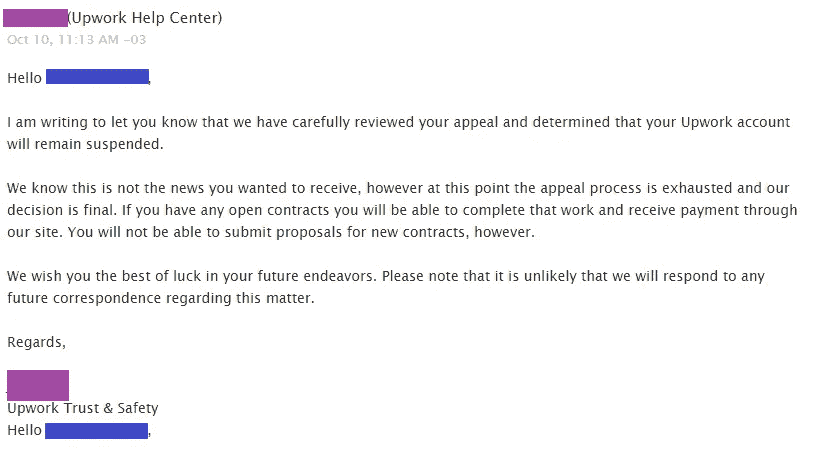 (Upwork Help Center)
Oct 10, 11:13 AM -03
Hello ,
I am writing to let you know that we have carefully reviewed your appeal and determined that your Upwork account
will remain suspended.
We know this is not the news you wanted to receive, however at this point the appeal process is exhausted and our
decision is final. If you have any open contracts you will be able to complete that work and receive payment through
our site. You will not be able to submit proposals for new contracts, however.
We wish you the best of luck in your future endeavors. Please note that it is unlikely that we will respond to any
future correspondence regarding this matter.
Regards,
Upwork Trust & Safety
Hello ,